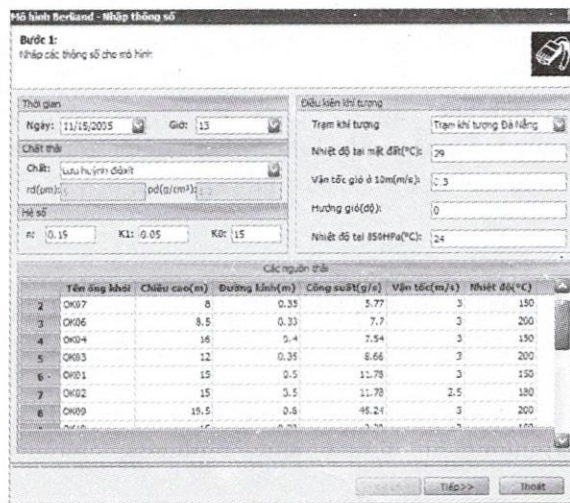 Mô hình Berliand - Nhập thông số
Bước 1:
Nhập các thông số cho mô hình
Thời gian
Ngày: 11/15/2005 Giờ: 13
Chất thải
Chất: Lưu huỳnh điôxit
rd(pm): pd(g/cm³):
Hệ số
n: 0.15 K1: 0.05 K0: 15
Điều kiện khí tượng
Trạm khí tượng Trạm khí tượng Đà Nẵng
Nhiệt độ tại mặt đất(°C): 29
Vận tốc gió ở 10m(m/s):
Hướng gió(độ): 0
Nhiệt độ tại 850HPa(°C): 24
Các nguồn thải
Tên ống khói Chiều cao(m) Đường kính(m) Công suất(g/s) Vận tốc(m/s) Nhiệt độ(°C)
2 OK07 8 0.35 5.77 3 150
3 OK06 8.5 0.33 7.7 3 200
4 OK04 16 0.4 7.54 3 150
5 OK03 12 0.35 8.66 3 200
6 OK01 15 0.5 11.78 3 150
7 OK02 15 0.5 11.78 2.5 180
8 OK09 19.5 0.8 45.24 3 200
Tiếp>> Thoát